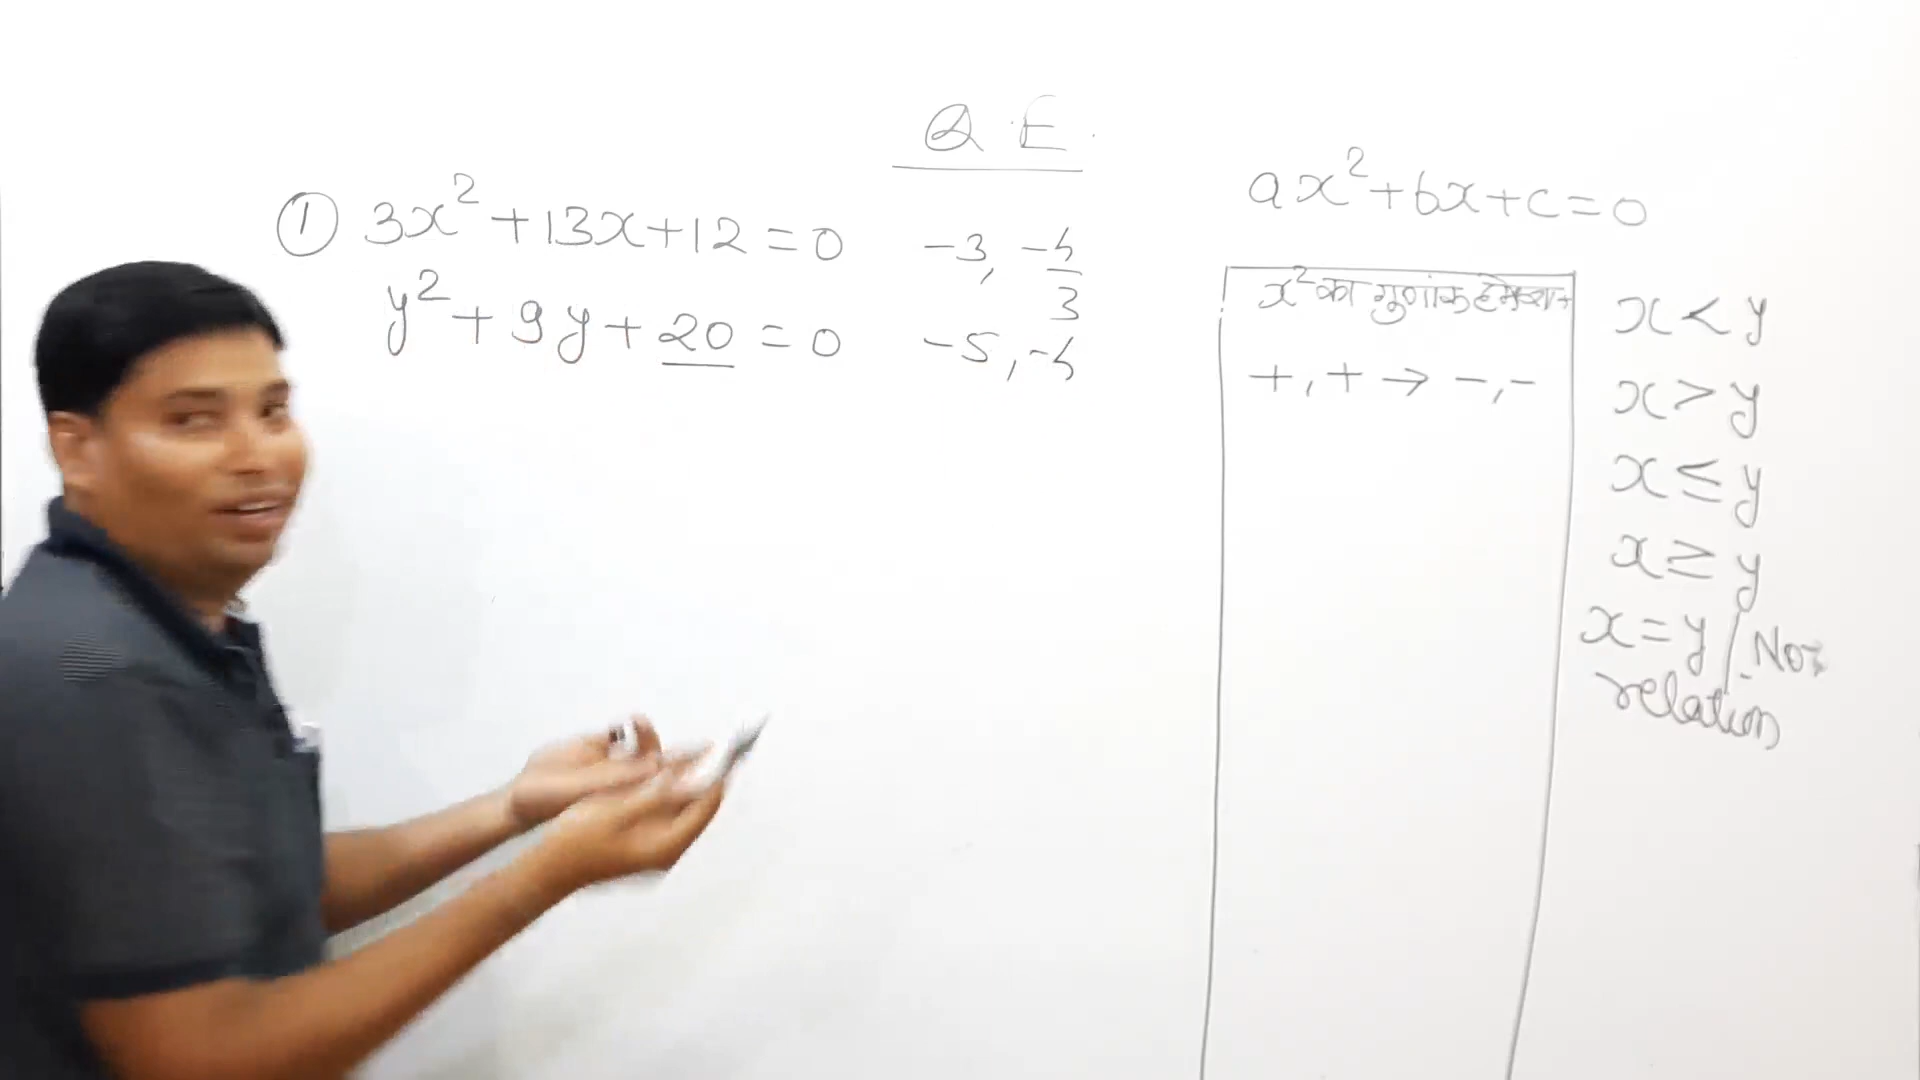 Q.E.
① 3x²+13x+12=0 -3, -4/3
y²+9y+20=0 -5,-4
ax²+bx+c=0
x² का गुणांक हमेशा +
+,+ → -,-
x<y
x>y
x≤y
x≥y
x=y/No
relation